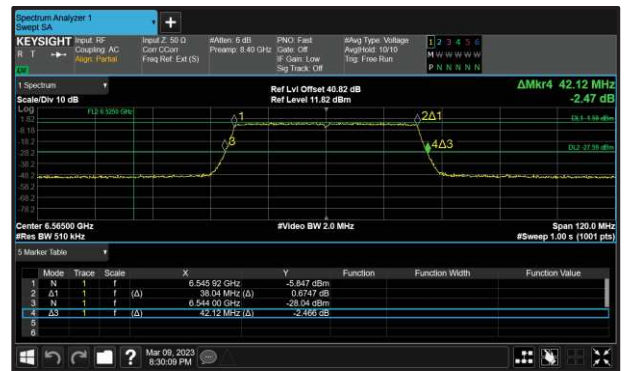 Spectrum Analyzer 1
Swept SA
+
KEYSIGHT Input: RF Input Z: 50 Ω #Atten: 6 dB PNO: Fast #Avg Type: Voltage 1 2 3 4 5 6
R T Coupling: AC Corr CCorr Preamp: 8.40 GHz Gate: Off Avg|Hold: 10/10 M W W W W W
Align: Partial Freq Ref: Ext (S) IF Gain: Low Trig: Free Run P N N N N N
Sig Track: Off
1 Spectrum Ref Lvl Offset 40.82 dB ΔMkr4 42.12 MHz
Scale/Div 10 dB Ref Level 11.82 dBm -2.47 dB
Log
1.82
-8.18
-18.2
-28.2
-38.2
-48.2
-58.2
-68.2
-78.2
1
2Δ1
3
4Δ3
Center 6.56500 GHz #Video BW 2.0 MHz Span 120.0 MHz
#Res BW 510 kHz #Sweep 1.00 s (1001 pts)
5 Marker Table
Mode Trace Scale X Y Function Function Width Function Value
1 N 1 f 6.545 92 GHz -5.847 dBm
2 Δ1 1 f (Δ) 38.04 MHz (Δ) 0.6747 dB
3 N 1 f 6.544 00 GHz -28.04 dBm
4 Δ3 1 f (Δ) 42.12 MHz (Δ) -2.466 dB
5
6
? Mar 09, 2023
8:30:09 PM